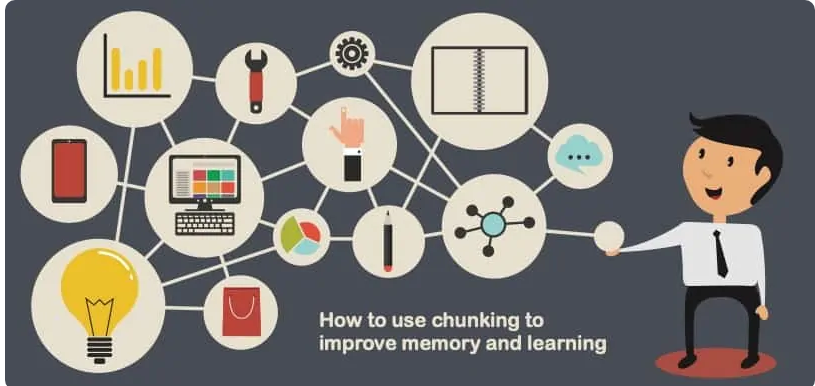 How to use chunking to
improve memory and learning